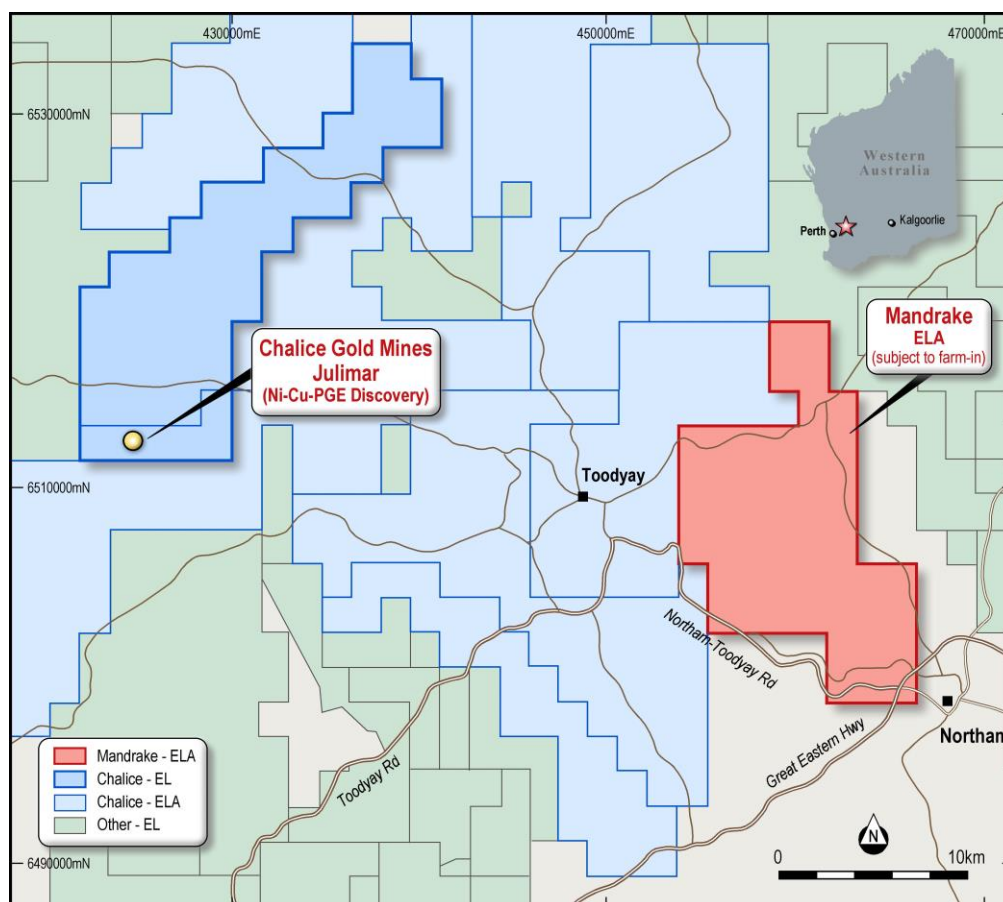 430000mE
450000mE
470000mE
6530000mN
Western
Australia
Perth
Kalgoorlie
Mandrake
ELA
(subject to farm-in)
Chalice Gold Mines
Julimar
(Ni-Cu-PGE Discovery)
Toodyay
6510000mN
Northam-Toodyay Rd
Northam
Great Eastern Hwy
Toodyay Rd
Mandrake - ELA
Chalice - EL
Chalice - ELA
Other - EL
N
6490000mN
0
10km